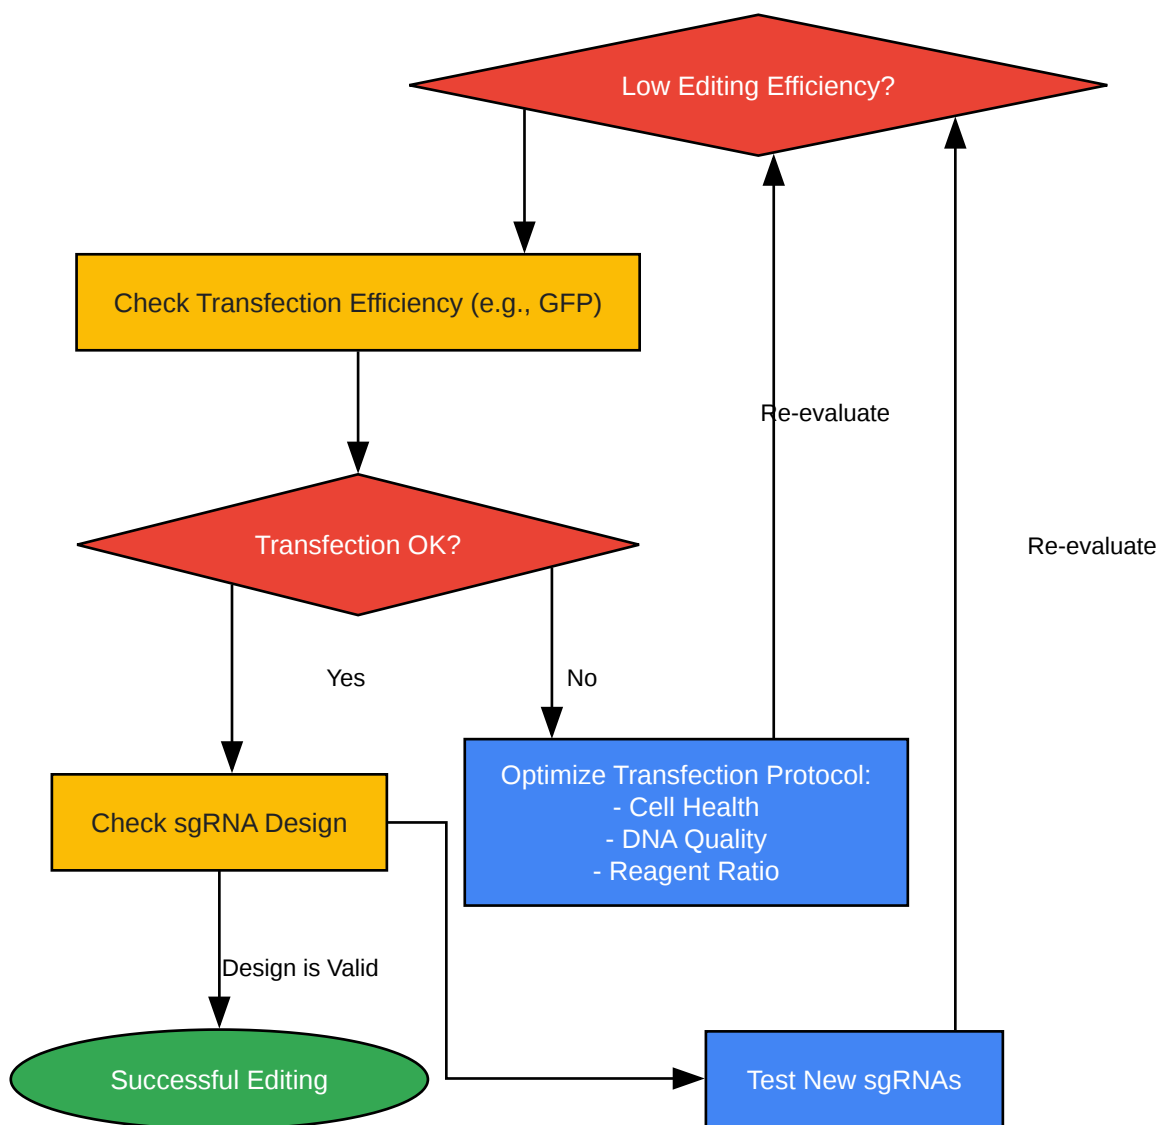 Low Editing Efficiency?
Check Transfection Efficiency (e.g., GFP)
Re-evaluate
Transfection OK?
Re-evaluate
Yes
No
Optimize Transfection Protocol:
- Cell Health
- DNA Quality
- Reagent Ratio
Check sgRNA Design
Design is Valid
Successful Editing
Test New sgRNAs